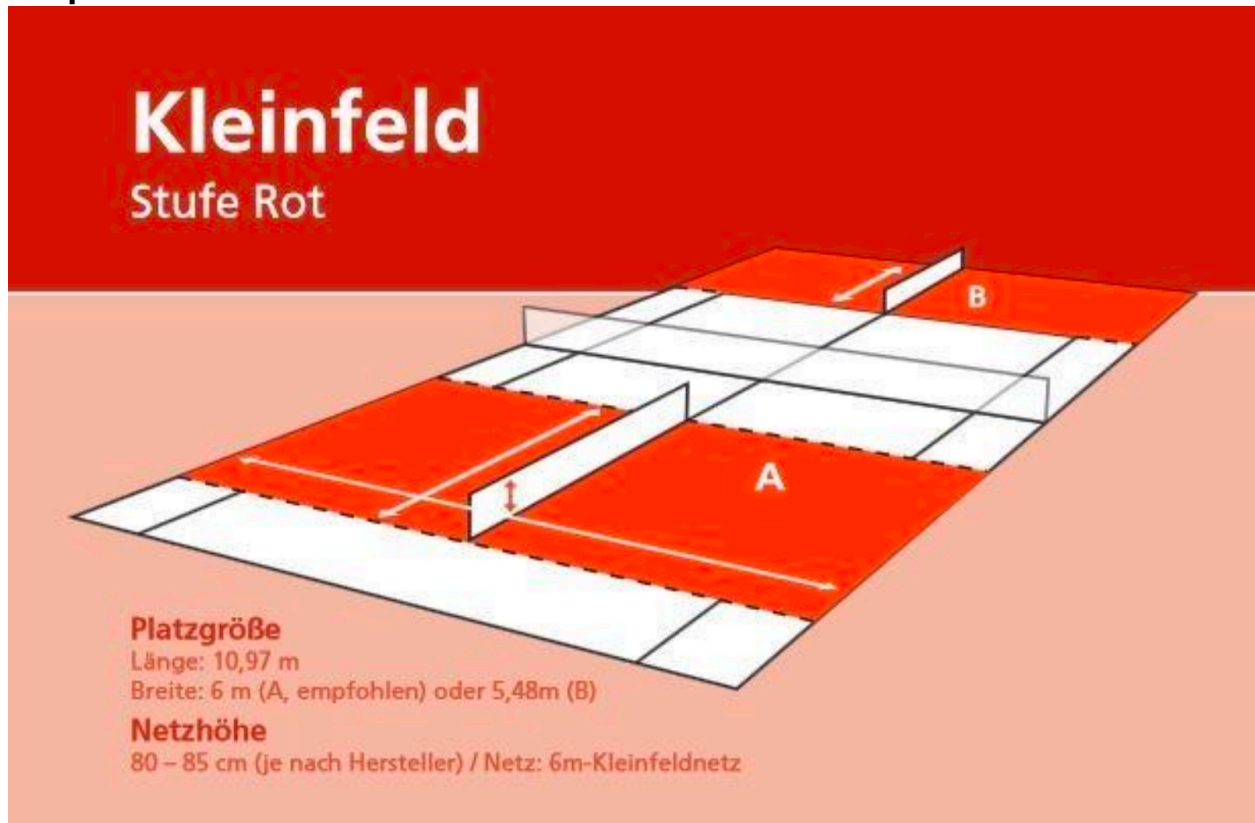 Kleinfeld
Stufe Rot
B
A
Platzgröße
Länge: 10,97 m
Breite: 6 m (A, empfohlen) oder 5,48m (B)
Netzhöhe
80 – 85 cm (je nach Hersteller) / Netz: 6m-Kleinfeldnetz